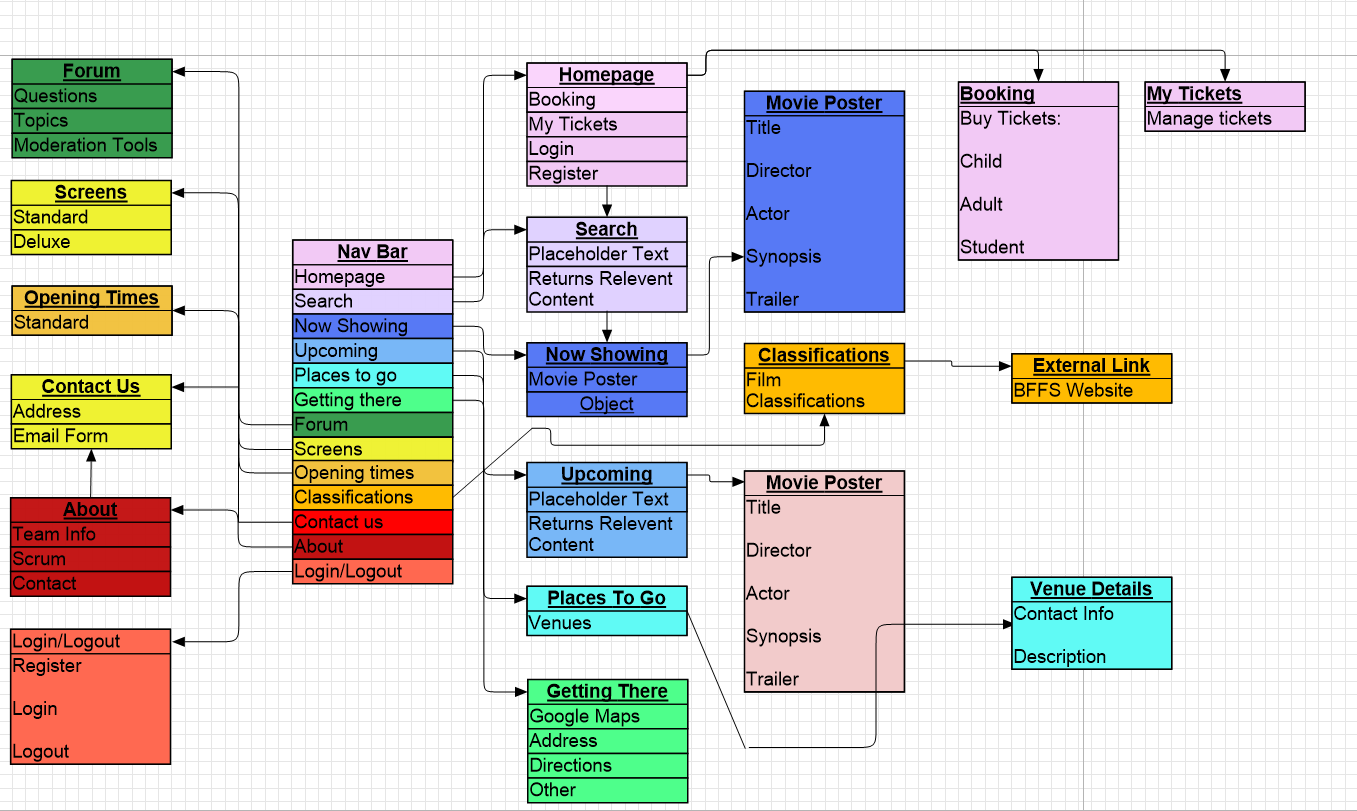 Forum
Questions
Topics
Moderation Tools
Screens
Standard
Deluxe
Opening Times
Standard
Contact Us
Address
Email Form
About
Team Info
Scrum
Contact
Login/Logout
Register
Login
Logout
Nav Bar
Homepage
Search
Now Showing
Upcoming
Places to go
Getting there
Forum
Screens
Opening times
Classifications
Contact us
About
Login/Logout
Homepage
Booking
My Tickets
Login
Register
Search
Placeholder Text
Returns Relevent
Content
Now Showing
Movie Poster
Object
Upcoming
Placeholder Text
Returns Relevent
Content
Places To Go
Venues
Getting There
Google Maps
Address
Directions
Other
Movie Poster
Title
Director
Actor
Synopsis
Trailer
Classifications
Film
Classifications
Movie Poster
Title
Director
Actor
Synopsis
Trailer
Booking
Buy Tickets:
Child
Adult
Student
My Tickets
Manage tickets
External Link
BFFS Website
Venue Details
Contact Info
Description